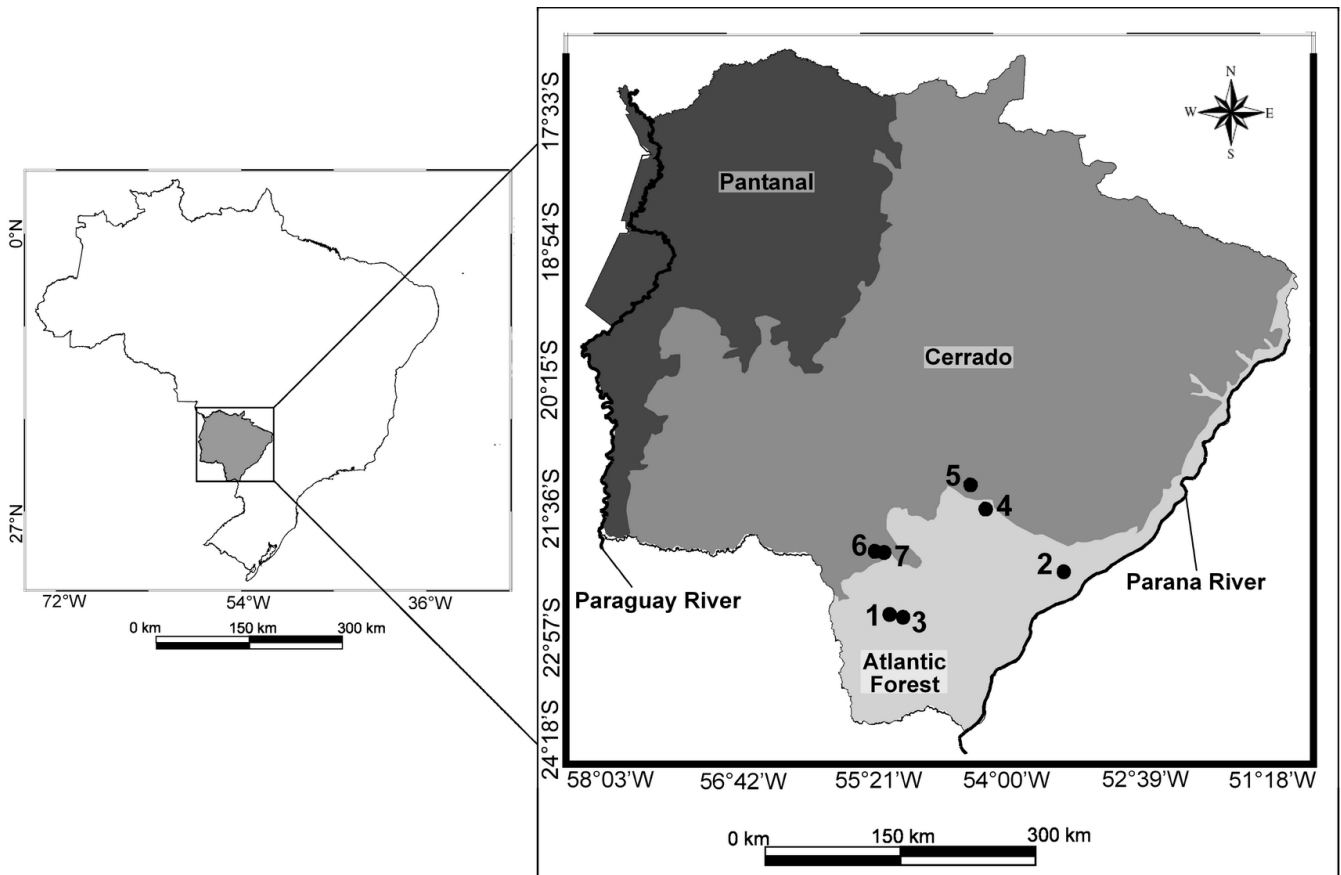 0°N
27°N
72°W
54°W
36°W
0 km
150 km
300 km
17°33'S
18°54'S
20°15'S
21°36'S
22°57'S
24°18'S
N
W
E
S
Pantanal
Cerrado
5
4
6
7
2
1
3
Paraguay River
Parana River
Atlantic
Forest
58°03'W
56°42'W
55°21'W
54°00'W
52°39'W
51°18'W
0 km
150 km
300 km